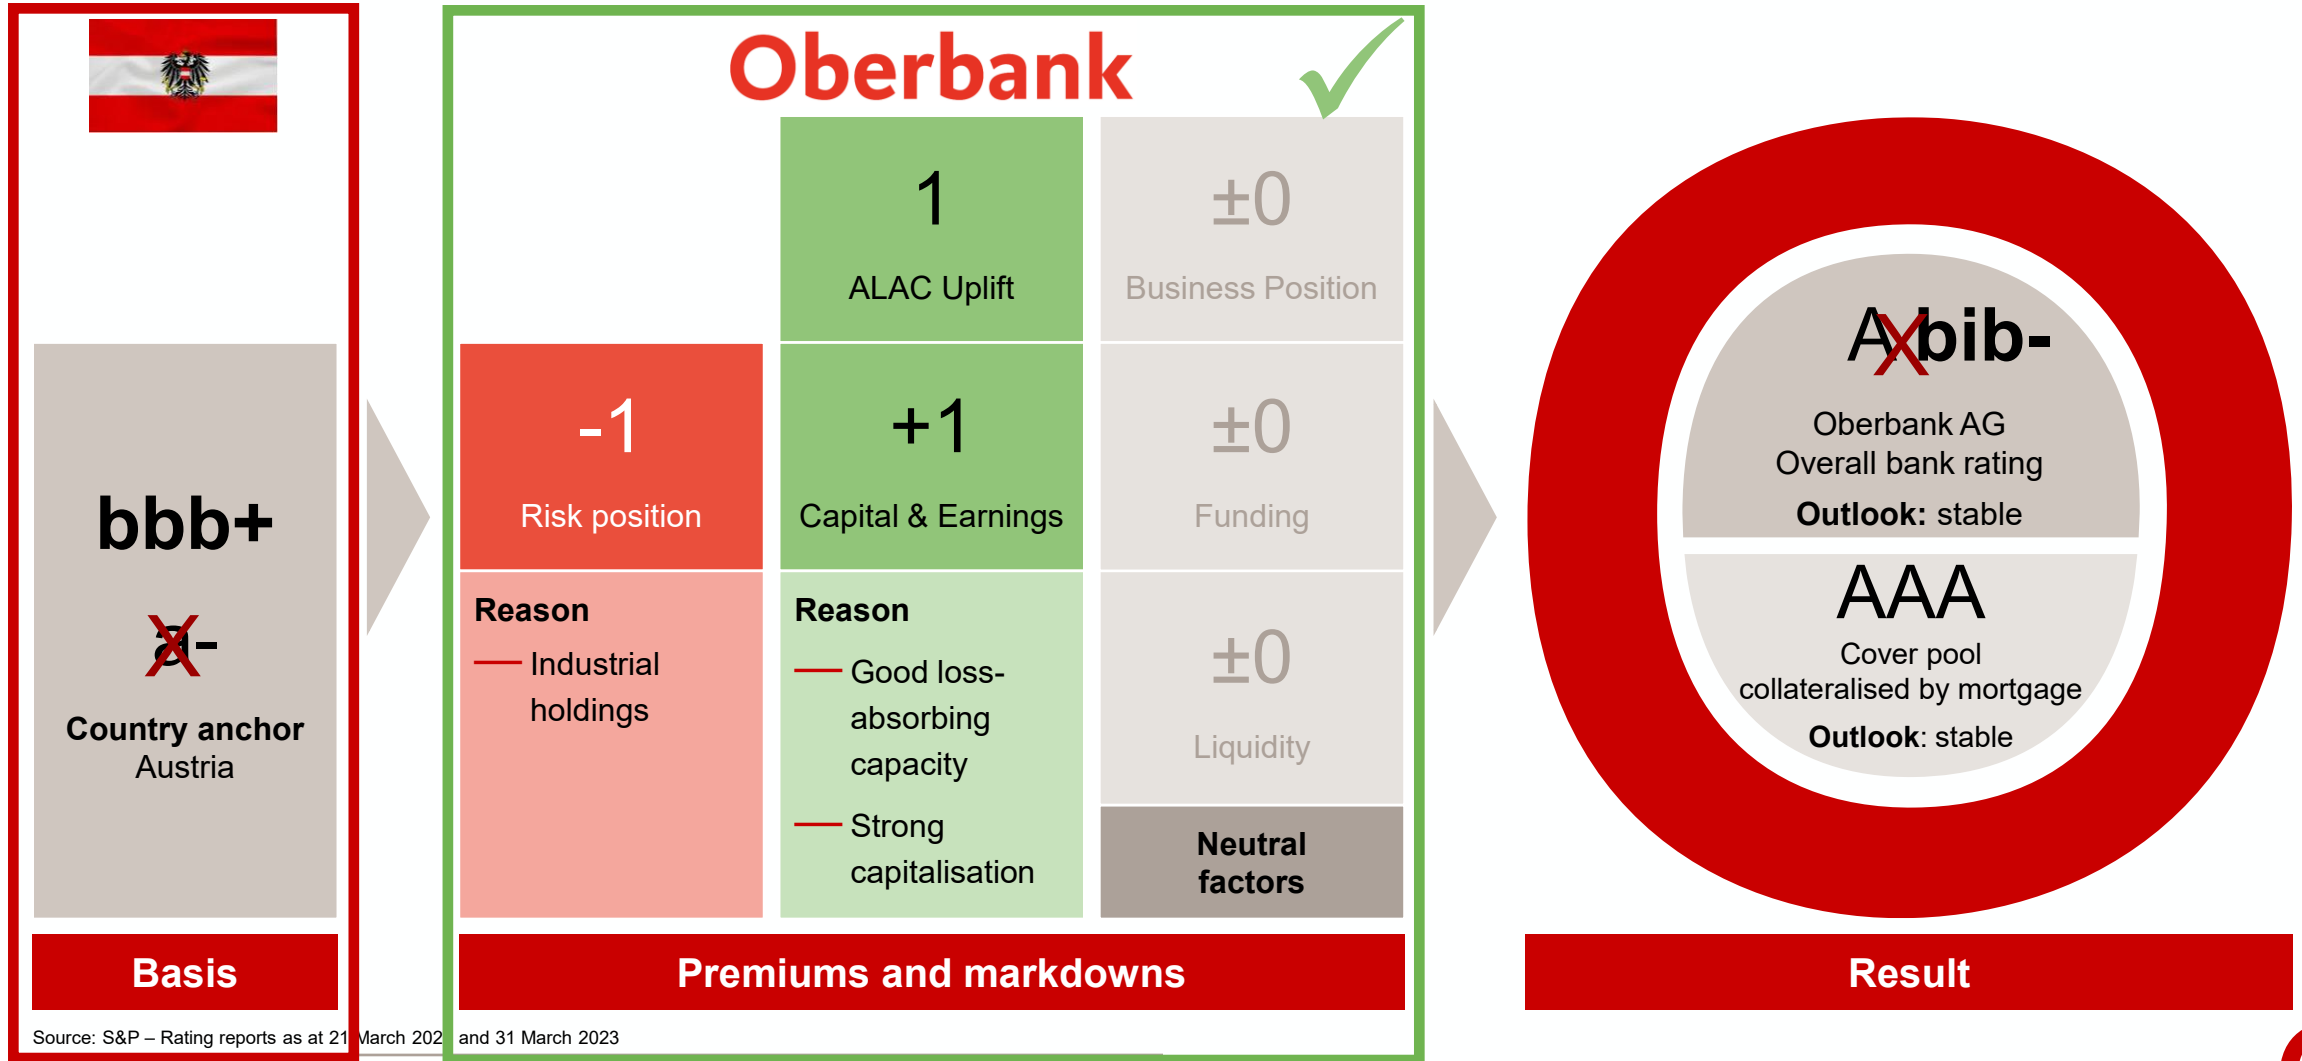 bbb+
a-
X
Country anchor
Austria
Basis
Oberbank
1
ALAC Uplift
±0
Business Position
-1
Risk position
+1
Capital & Earnings
±0
Funding
Reason
Industrial
holdings
Reason
Good loss-
absorbing
capacity
Strong
capitalisation
±0
Liquidity
Neutral
factors
Premiums and markdowns
A bib-
X
Oberbank AG
Overall bank rating
Outlook: stable
AAA
Cover pool
collateralised by mortgage
Outlook: stable
Result
Source: S&P – Rating reports as at 21 March and 31 March 2023